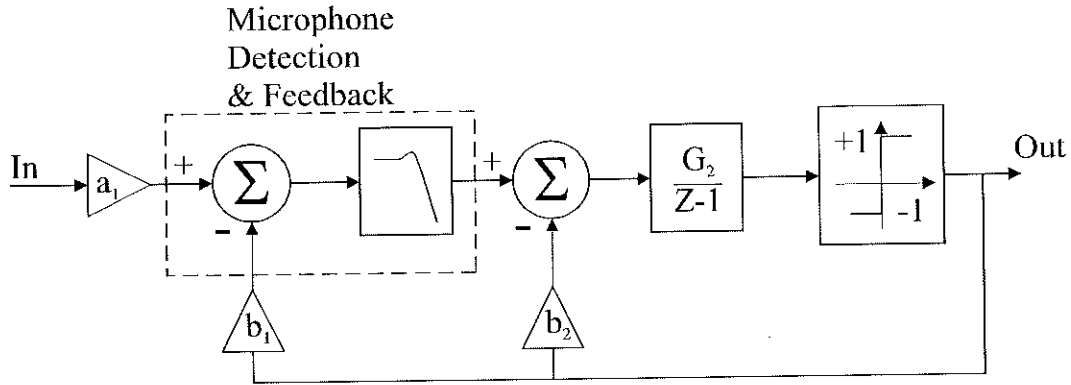 Microphone
Detection
& Feedback
In
a₁
+
Σ
-
+
Σ
-
G₂
Z-1
+1
-1
Out
b₁
b₂